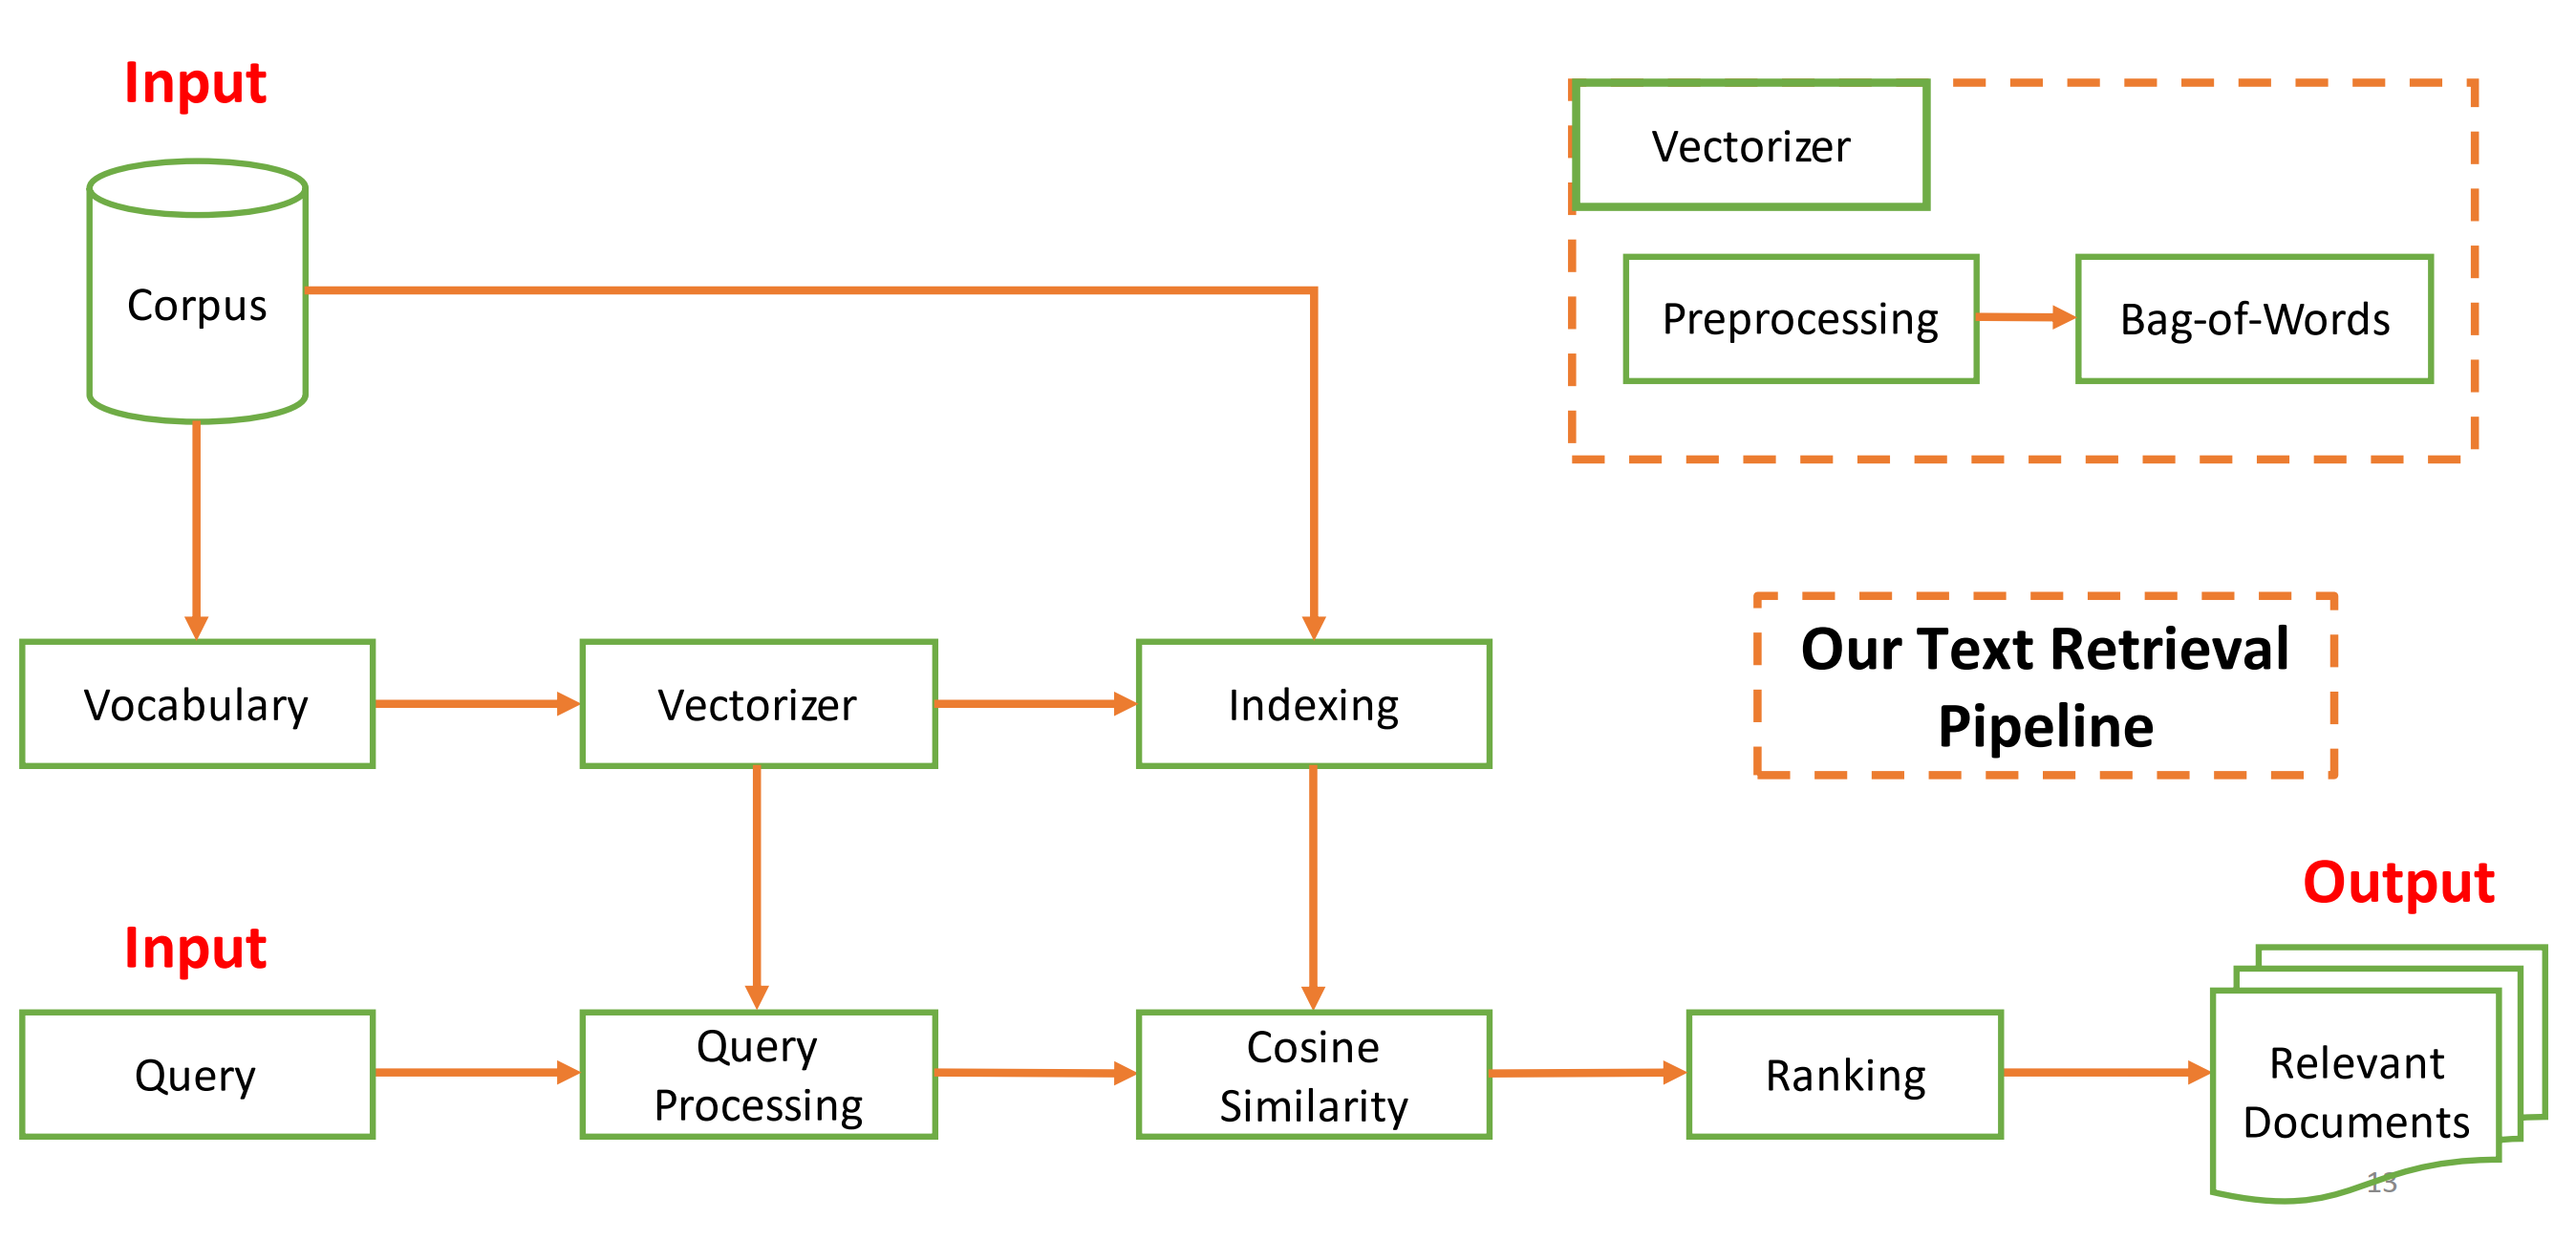 Input
Vectorizer
Corpus
Preprocessing
Bag-of-Words
Our Text Retrieval
Pipeline
Vocabulary
Vectorizer
Indexing
Output
Input
Query
Query
Processing
Cosine
Similarity
Ranking
Relevant
Documents
13